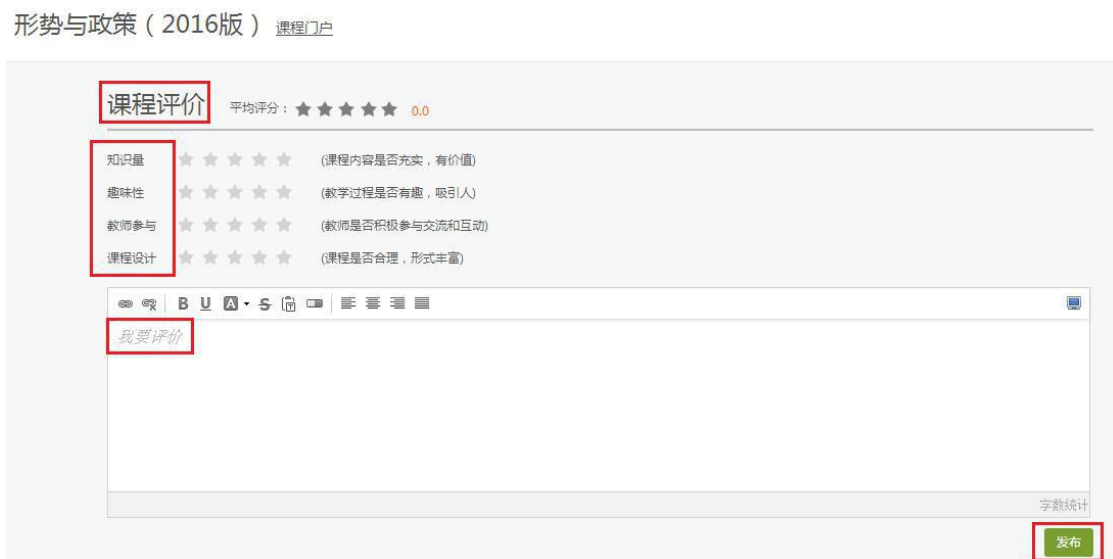 形势与政策（2016版） 课程门户
课程评价 平均评分： 0.0
知识量 (课程内容是否充实，有价值)
趣味性 (教学过程是否有趣，吸引人)
教师参与 (教师是否积极参与交流和互动)
课程设计 (课程是否合理，形式丰富)
B U A S T
我要评价
字数统计
发布